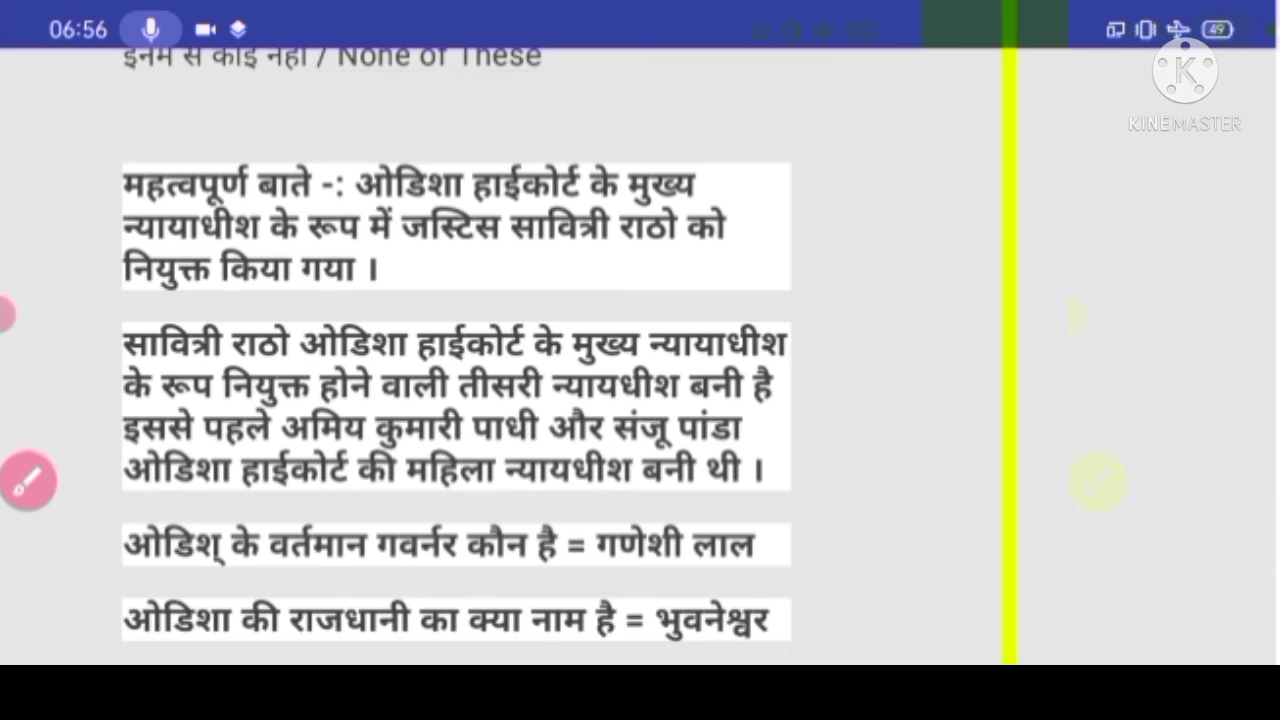 06:56
49
इनमें से कोई नहीं / None of These
KINEMASTER
महत्वपूर्ण बाते -: ओडिशा हाईकोर्ट के मुख्य
न्यायाधीश के रूप में जस्टिस सावित्री राठो को
नियुक्त किया गया ।
सावित्री राठो ओडिशा हाईकोर्ट के मुख्य न्यायाधीश
के रूप नियुक्त होने वाली तीसरी न्यायधीश बनी है
इससे पहले अमिय कुमारी पाधी और संजू पांडा
ओडिशा हाईकोर्ट की महिला न्यायधीश बनी थी ।
ओडिश् के वर्तमान गवर्नर कौन है = गणेशी लाल
ओडिशा की राजधानी का क्या नाम है = भुवनेश्वर